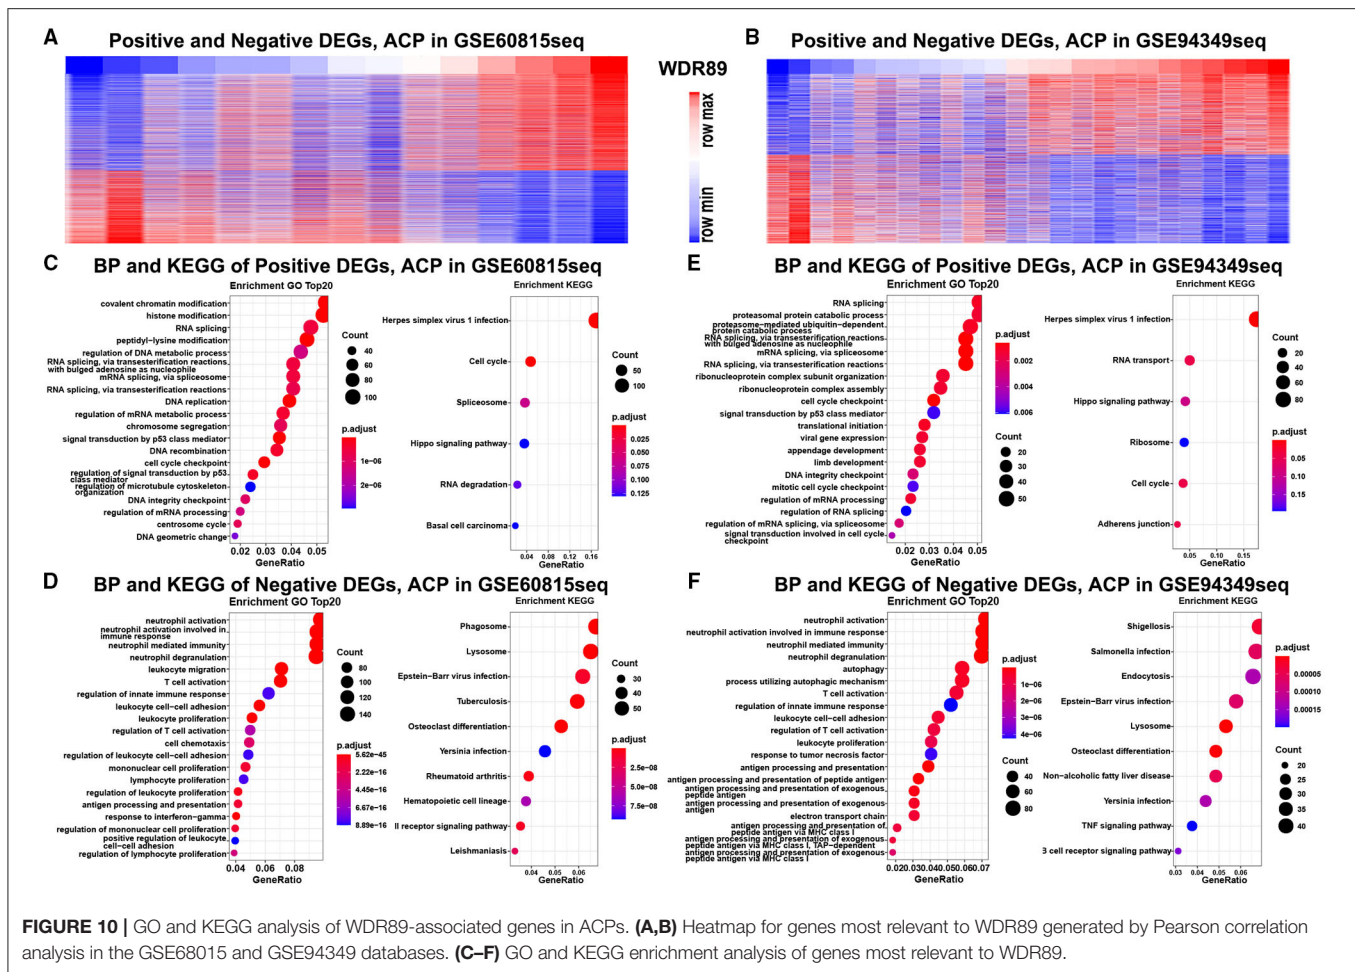 A
Positive and Negative DEGs, ACP in GSE60815seq
B
Positive and Negative DEGs, ACP in GSE94349seq
WDR89
row max
row min
C
BP and KEGG of Positive DEGs, ACP in GSE60815seq
Enrichment GO Top20
covalent chromatin modification
histone modification
RNA splicing
peptidyl−lysine modification
regulation of DNA metabolic process
RNA splicing, via transesterification reactions
with bulged adenosine as nucleophile
mRNA splicing, via spliceosome
RNA splicing, via transesterification reactions
DNA replication
regulation of mRNA metabolic process
chromosome segregation
signal transduction by p53 class mediator
DNA recombination
cell cycle checkpoint
regulation of signal transduction by p53
class mediator
regulation of microtubule cytoskeleton
organization
DNA integrity checkpoint
regulation of mRNA processing
centrosome cycle
DNA geometric change
0.02 0.03 0.04 0.05
GeneRatio
Count
40
60
80
100
p.adjust
1e−06
2e−06
Enrichment KEGG
Herpes simplex virus 1 infection
Cell cycle
Spliceosome
Hippo signaling pathway
RNA degradation
Basal cell carcinoma
0.04 0.08 0.12 0.16
GeneRatio
Count
50
100
p.adjust
0.025
0.050
0.075
0.100
0.125
E
BP and KEGG of Positive DEGs, ACP in GSE94349seq
Enrichment GO Top20
RNA splicing
proteasomal protein catabolic process
proteasome−mediated ubiquitin−dependent
protein catabolic process
RNA splicing, via transesterification reactions
with bulged adenosine as nucleophile
mRNA splicing, via spliceosome
RNA splicing, via transesterification reactions
ribonucleoprotein complex subunit organization
ribonucleoprotein complex assembly
cell cycle checkpoint
signal transduction by p53 class mediator
translational initiation
viral gene expression
appendage development
limb development
DNA integrity checkpoint
mitotic cell cycle checkpoint
regulation of mRNA processing
regulation of RNA splicing
regulation of mRNA splicing, via spliceosome
signal transduction involved in cell cycle
checkpoint
0.02 0.03 0.04 0.05
GeneRatio
p.adjust
0.002
0.004
0.006
Count
20
30
40
50
Enrichment KEGG
Herpes simplex virus 1 infection
RNA transport
Hippo signaling pathway
Ribosome
Cell cycle
Adherens junction
0.05 0.10 0.15
GeneRatio
Count
20
40
60
80
p.adjust
0.05
0.10
0.15
D
BP and KEGG of Negative DEGs, ACP in GSE60815seq
Enrichment GO Top20
neutrophil activation
neutrophil activation involved in
immune response
neutrophil mediated immunity
neutrophil degranulation
leukocyte migration
T cell activation
regulation of innate immune response
leukocyte cell−cell adhesion
leukocyte proliferation
regulation of T cell activation
cell chemotaxis
regulation of leukocyte cell−cell adhesion
mononuclear cell proliferation
lymphocyte proliferation
regulation of leukocyte proliferation
antigen processing and presentation
response to interferon−gamma
regulation of mononuclear cell proliferation
positive regulation of leukocyte
cell−cell adhesion
regulation of lymphocyte proliferation
0.04 0.06 0.08
GeneRatio
Count
80
100
120
140
p.adjust
5.62e−45
2.22e−16
4.45e−16
6.67e−16
8.89e−16
Enrichment KEGG
Phagosome
Lysosome
Epstein−Barr virus infection
Tuberculosis
Osteoclast differentiation
Yersinia infection
Rheumatoid arthritis
Hematopoietic cell lineage
ll receptor signaling pathway
Leishmaniasis
0.04 0.05 0.06
GeneRatio
Count
30
40
50
p.adjust
2.5e−08
5.0e−08
7.5e−08
F
BP and KEGG of Negative DEGs, ACP in GSE94349seq
Enrichment GO Top20
neutrophil activation
neutrophil activation involved in immune response
neutrophil mediated immunity
neutrophil degranulation
autophagy
process utilizing autophagic mechanism
T cell activation
regulation of innate immune response
leukocyte cell−cell adhesion
regulation of T cell activation
leukocyte proliferation
response to tumor necrosis factor
antigen processing and presentation
antigen processing and presentation of peptide antigen
antigen processing and presentation of exogenous
peptide antigen
antigen processing and presentation of exogenous
antigen
electron transport chain
antigen processing and presentation of
peptide antigen via MHC class I
antigen processing and presentation of exogenous
peptide antigen via MHC class I, TAP−dependent
antigen processing and presentation of exogenous
peptide antigen via MHC class I
0.02 0.03 0.04 0.05 0.06 0.07
GeneRatio
p.adjust
1e−06
2e−06
3e−06
4e−06
Count
40
60
80
Enrichment KEGG
Shigellosis
Salmonella infection
Endocytosis
Epstein−Barr virus infection
Lysosome
Osteoclast differentiation
Non−alcoholic fatty liver disease
Yersinia infection
TNF signaling pathway
3 cell receptor signaling pathway
0.03 0.04 0.05 0.06
GeneRatio
p.adjust
0.00005
0.00010
0.00015
Count
20
25
30
35
40
FIGURE 10 | GO and KEGG analysis of WDR89-associated genes in ACPs. (A,B) Heatmap for genes most relevant to WDR89 generated by Pearson correlation
analysis in the GSE68015 and GSE94349 databases. (C–F) GO and KEGG enrichment analysis of genes most relevant to WDR89.